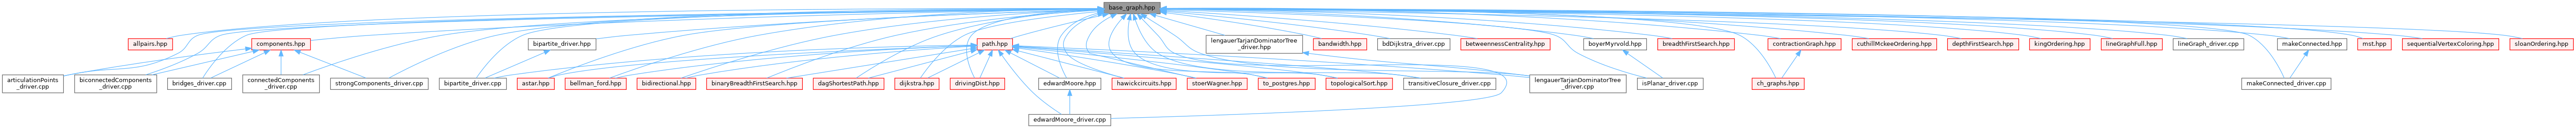 base_graph.hpp
allpairs.hpp
components.hpp
bipartite_driver.hpp
path.hpp
lengauerTarjanDominatorTree
_driver.hpp
bandwidth.hpp
bdDijkstra_driver.cpp
betweennessCentrality.hpp
boyerMyrvold.hpp
breadthFirstSearch.hpp
contractionGraph.hpp
cuthillMckeeOrdering.hpp
depthFirstSearch.hpp
kingOrdering.hpp
lineGraphFull.hpp
lineGraph_driver.cpp
makeConnected.hpp
mst.hpp
sequentialVertexColoring.hpp
sloanOrdering.hpp
articulationPoints
_driver.cpp
biconnectedComponents
_driver.cpp
bridges_driver.cpp
connectedComponents
_driver.cpp
strongComponents_driver.cpp
bipartite_driver.cpp
astar.hpp
bellman_ford.hpp
bidirectional.hpp
binaryBreadthFirstSearch.hpp
dagShortestPath.hpp
dijkstra.hpp
drivingDist.hpp
edwardMoore.hpp
hawickcircuits.hpp
stoerWagner.hpp
to_postgres.hpp
topologicalSort.hpp
transitiveClosure_driver.cpp
lengauerTarjanDominatorTree
_driver.cpp
isPlanar_driver.cpp
ch_graphs.hpp
makeConnected_driver.cpp
edwardMoore_driver.cpp